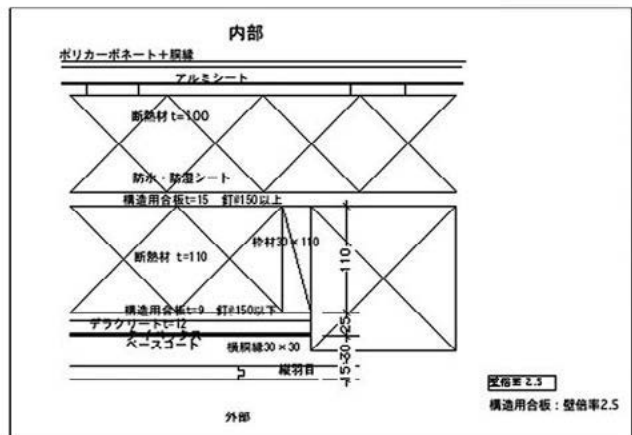 内部
ポリカーボネート＋胴縁
アルミシート
断熱材 t=100
防水・防湿シート
構造用合板t=15 釘@150以上
枠材30×110
断熱材 t=110
110
構造用合板t=9 釘@150以下
デラクリートt=12
25
ベースコート
横胴縁30×30
30
縦羽目
15
壁倍率 2.5
構造用合板：壁倍率2.5
外部